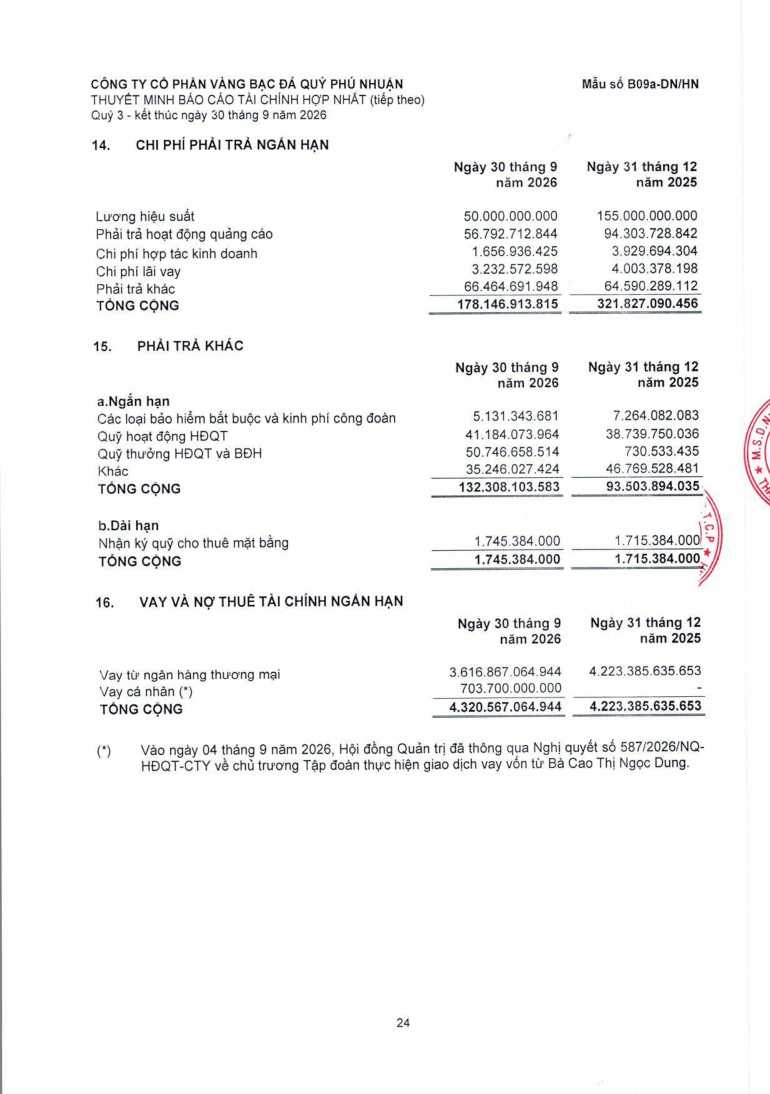 CÔNG TY CỔ PHẦN VÀNG BẠC ĐÁ QUÝ PHÚ NHUẬN Mẫu số B09a-DN/HN
THUYẾT MINH BÁO CÁO TÀI CHÍNH HỢP NHẤT (tiếp theo)
Quý 3 - kết thúc ngày 30 tháng 9 năm 2026
14. CHI PHÍ PHẢI TRẢ NGẮN HẠN
Ngày 30 tháng 9 Ngày 31 tháng 12
năm 2026 năm 2025
Lương hiệu suất 50.000.000.000 155.000.000.000
Phải trả hoạt động quảng cáo 56.792.712.844 94.303.728.842
Chi phí hợp tác kinh doanh 1.656.936.425 3.929.694.304
Chi phí lãi vay 3.232.572.598 4.003.378.198
Phải trả khác 66.464.691.948 64.590.289.112
TỔNG CỘNG 178.146.913.815 321.827.090.456
15. PHẢI TRẢ KHÁC
Ngày 30 tháng 9 Ngày 31 tháng 12
năm 2026 năm 2025
a.Ngắn hạn
Các loại bảo hiểm bắt buộc và kinh phí công đoàn 5.131.343.681 7.264.082.083
Quỹ hoạt động HĐQT 41.184.073.964 38.739.750.036
Quỹ thưởng HĐQT và BĐH 50.746.658.514 730.533.435
Khác 35.246.027.424 46.769.528.481
TỔNG CỘNG 132.308.103.583 93.503.894.035
b.Dài hạn
Nhận ký quỹ cho thuê mặt bằng 1.745.384.000 1.715.384.000
TỔNG CỘNG 1.745.384.000 1.715.384.000
16. VAY VÀ NỢ THUÊ TÀI CHÍNH NGẮN HẠN
Ngày 30 tháng 9 Ngày 31 tháng 12
năm 2026 năm 2025
Vay từ ngân hàng thương mại 3.616.867.064.944 4.223.385.635.653
Vay cá nhân (*) 703.700.000.000 -
TỔNG CỘNG 4.320.567.064.944 4.223.385.635.653
(*) Vào ngày 04 tháng 9 năm 2026, Hội đồng Quản trị đã thông qua Nghị quyết số 587/2026/NQ-
HĐQT-CTY về chủ trương Tập đoàn thực hiện giao dịch vay vốn từ Bà Cao Thị Ngọc Dung.
24
M.S.D.N:
T.C.P